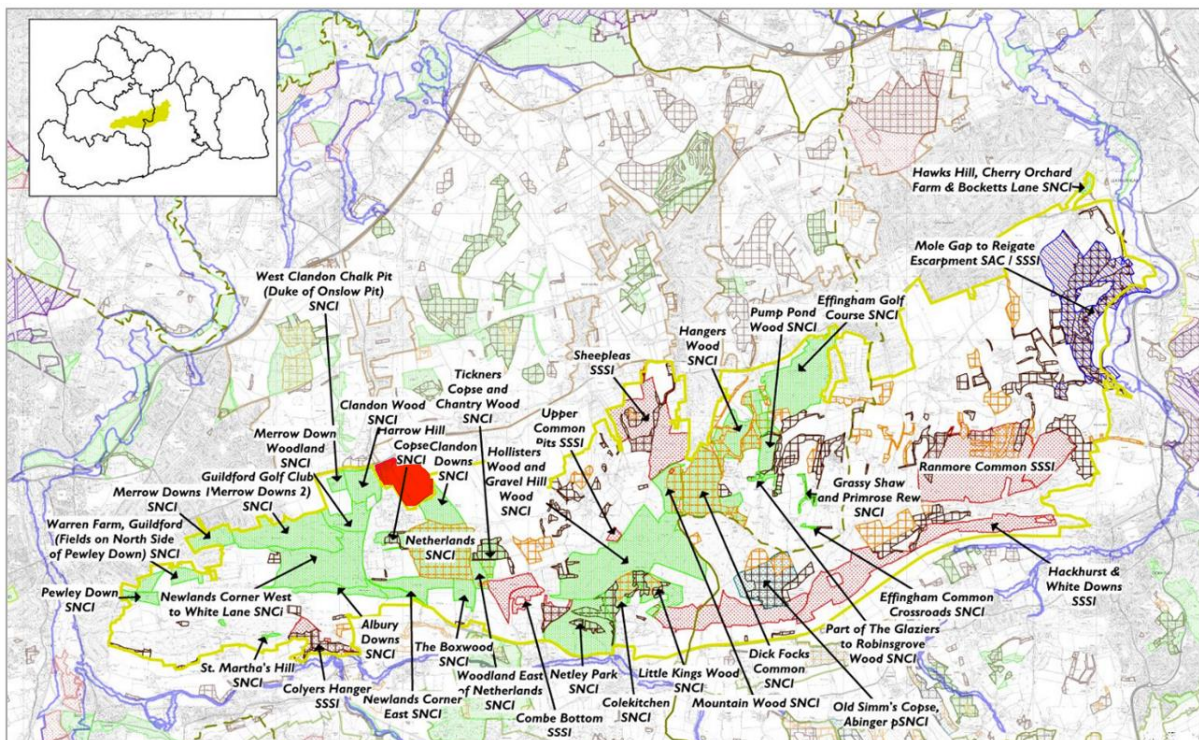 Hawks Hill, Cherry Orchard
Farm & Bocketts Lane SNCI
Mole Gap to Reigate
Escarpment SAC / SSSI
West Clandon Chalk Pit
(Duke of Onslow Pit)
SNCI
Effingham Golf
Course SNCI
Pump Pond
Wood SNCI
Hangers
Wood
SNCI
Sheepleas
SSSI
Tickners
Copse and
Chantry Wood
SNCI
Upper
Common
Pits SSSI
Clandon Wood
SNCI
Harrow Hill
Copse
SNCI
Clandon
Downs
SNCI
Hollisters
Wood and
Gravel Hill
Wood
SNCI
Merrow Down
Woodland
SNCI
Guildford Golf Club
(Merrow Downs 2)
SNCI
Merrow Downs 1
SNCI
Ranmore Common SSSI
Grassy Shaw
and Primrose Rew
SNCI
Warren Farm, Guildford
(Fields on North Side
of Pewley Down) SNCI
Netherlands
SNCI
Pewley Down
SNCI
Newlands Corner West
to White Lane SNCi
Hackhurst &
White Downs
SSSI
Effingham Common
Crossroads SNCI
Albury
Downs
SNCI
The Boxwood
SNCI
Part of The Glaziers
to Robinsgrove
Wood SNCI
St. Martha's Hill
SNCI
Colyers Hanger
SSSI
Newlands Corner
East SNCI
Woodland East
of Netherlands
SNCI
Combe Bottom
SSSI
Netley Park
SNCI
Colekitchen
SNCI
Little Kings Wood
SNCI
Mountain Wood SNCI
Dick Focks
Common
SNCI
Old Simm's Copse,
Abinger pSNCI